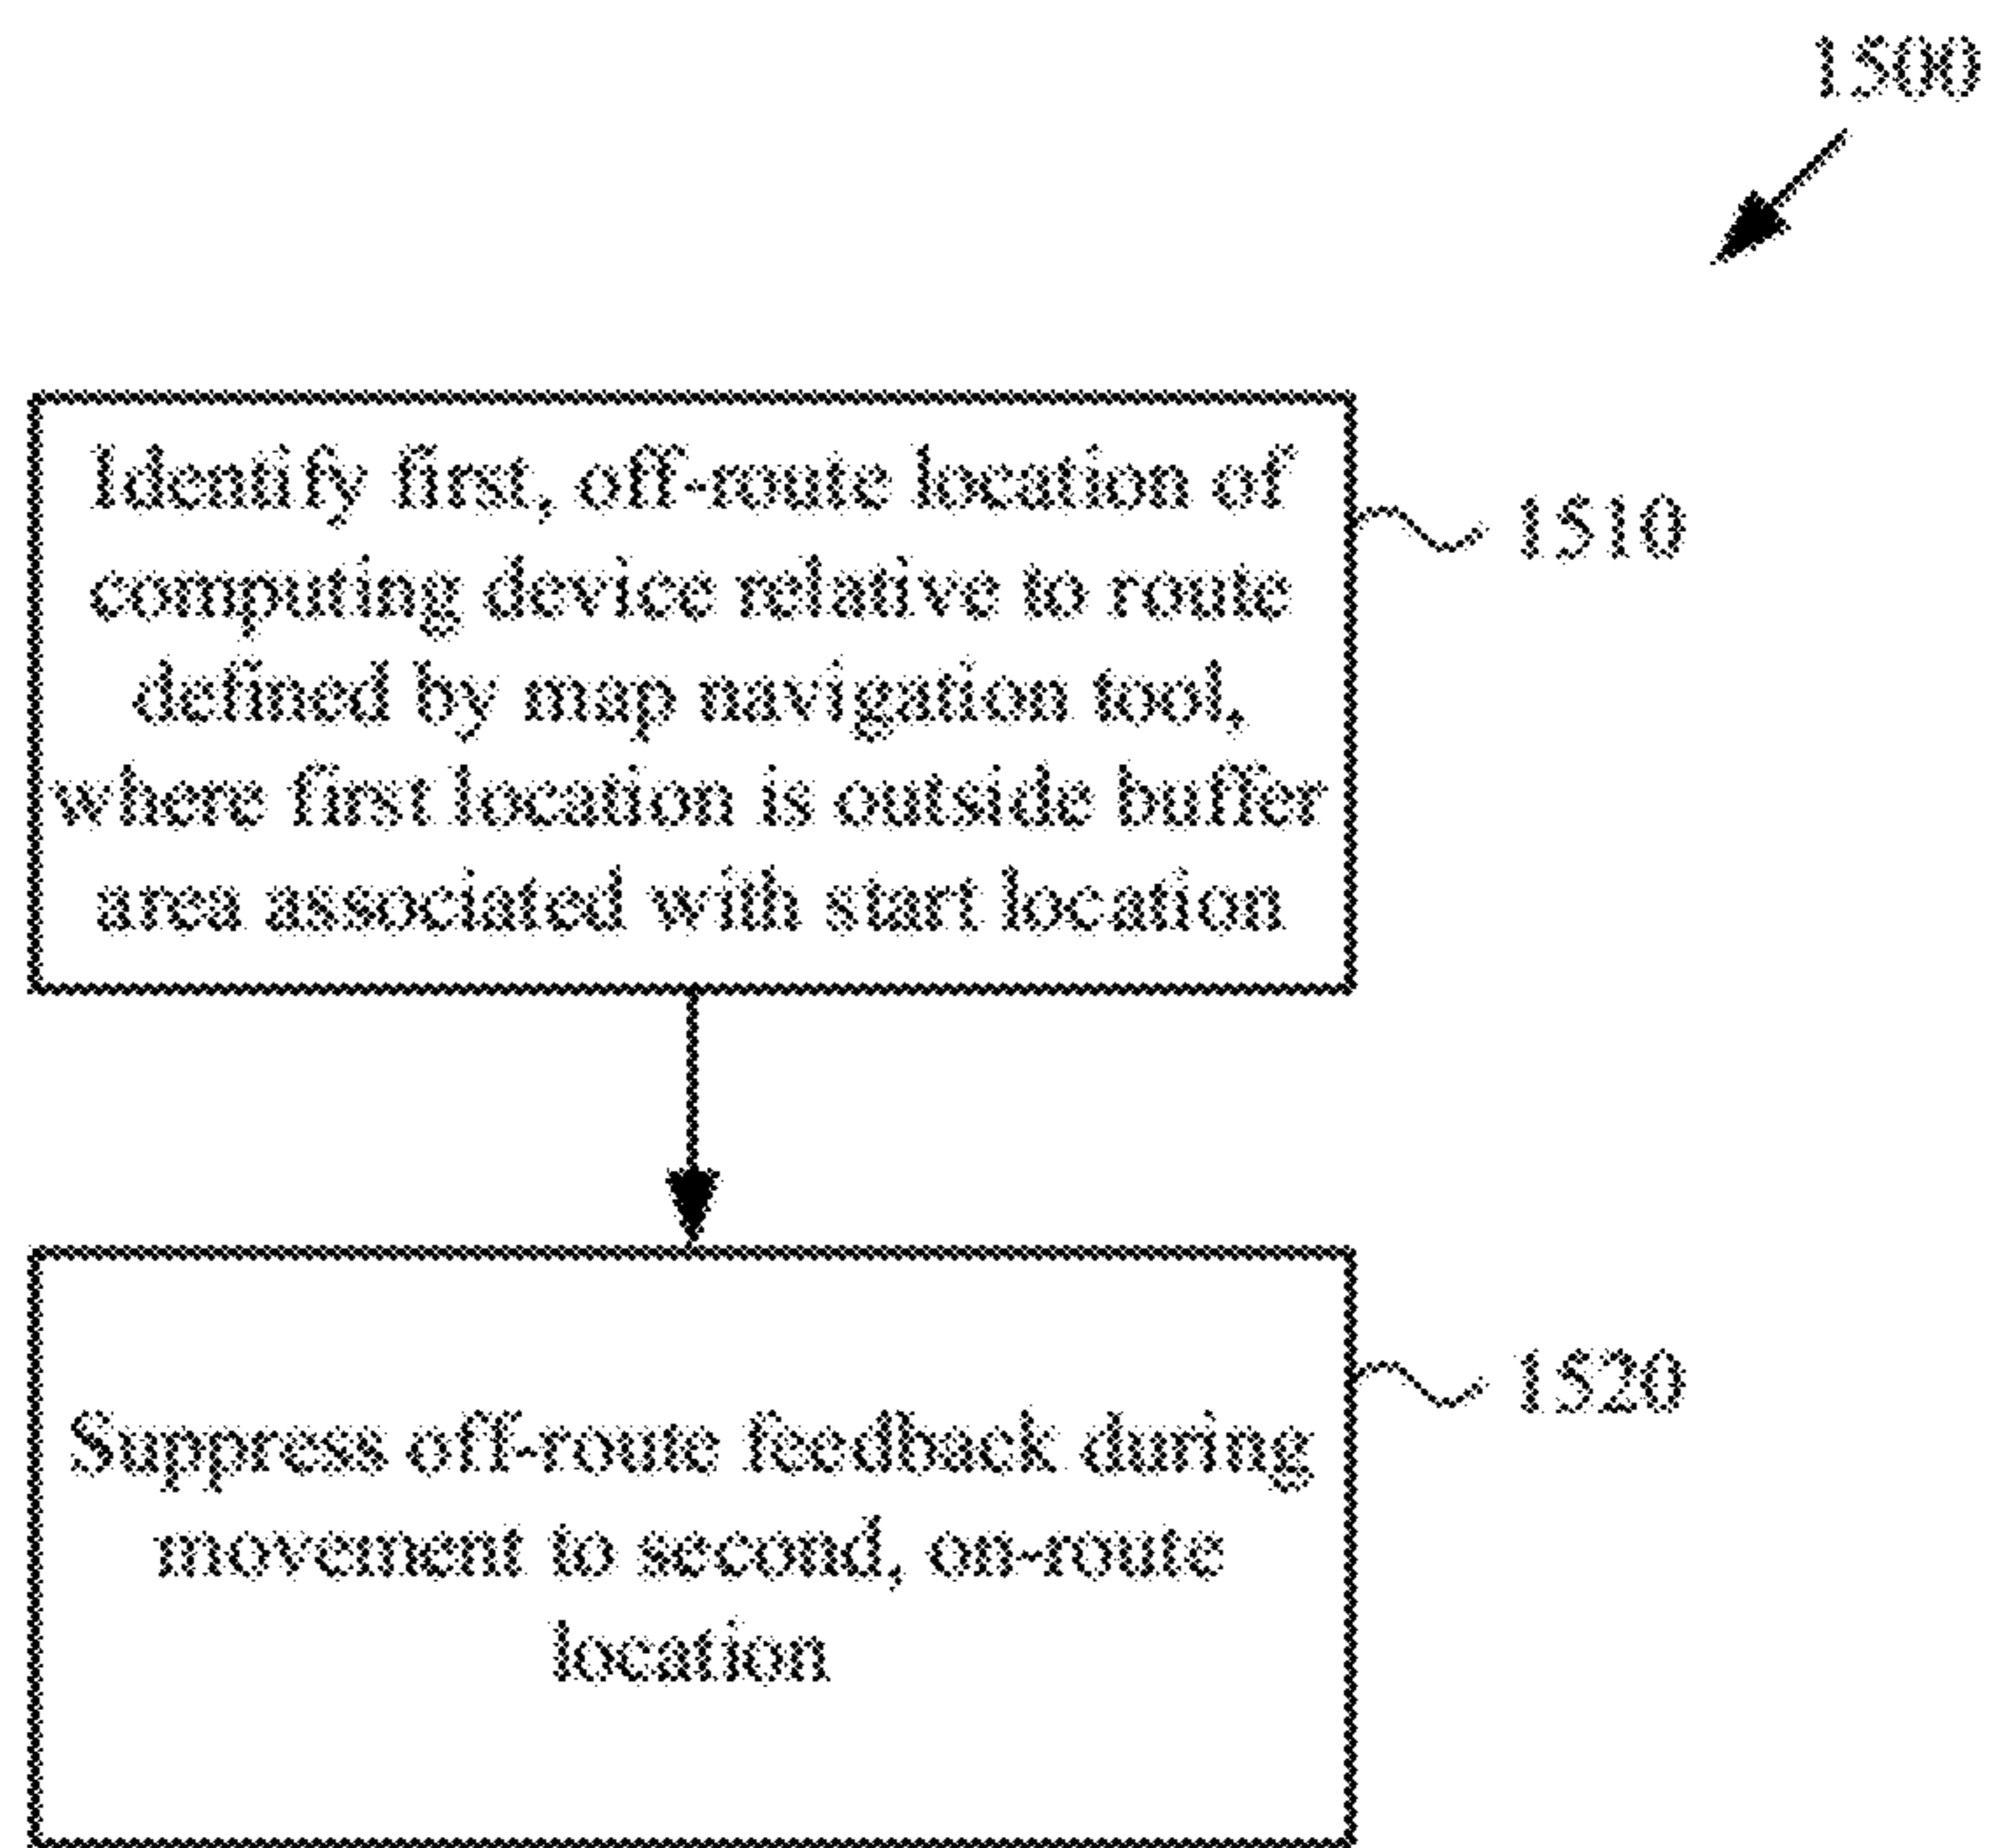 1500
Identify first, off-route location of
computing device relative to route
defined by map navigation tool,
where first location is outside buffer
area associated with start location
1510
Suppress off-route feedback during
movement to second, on-route
location
1520